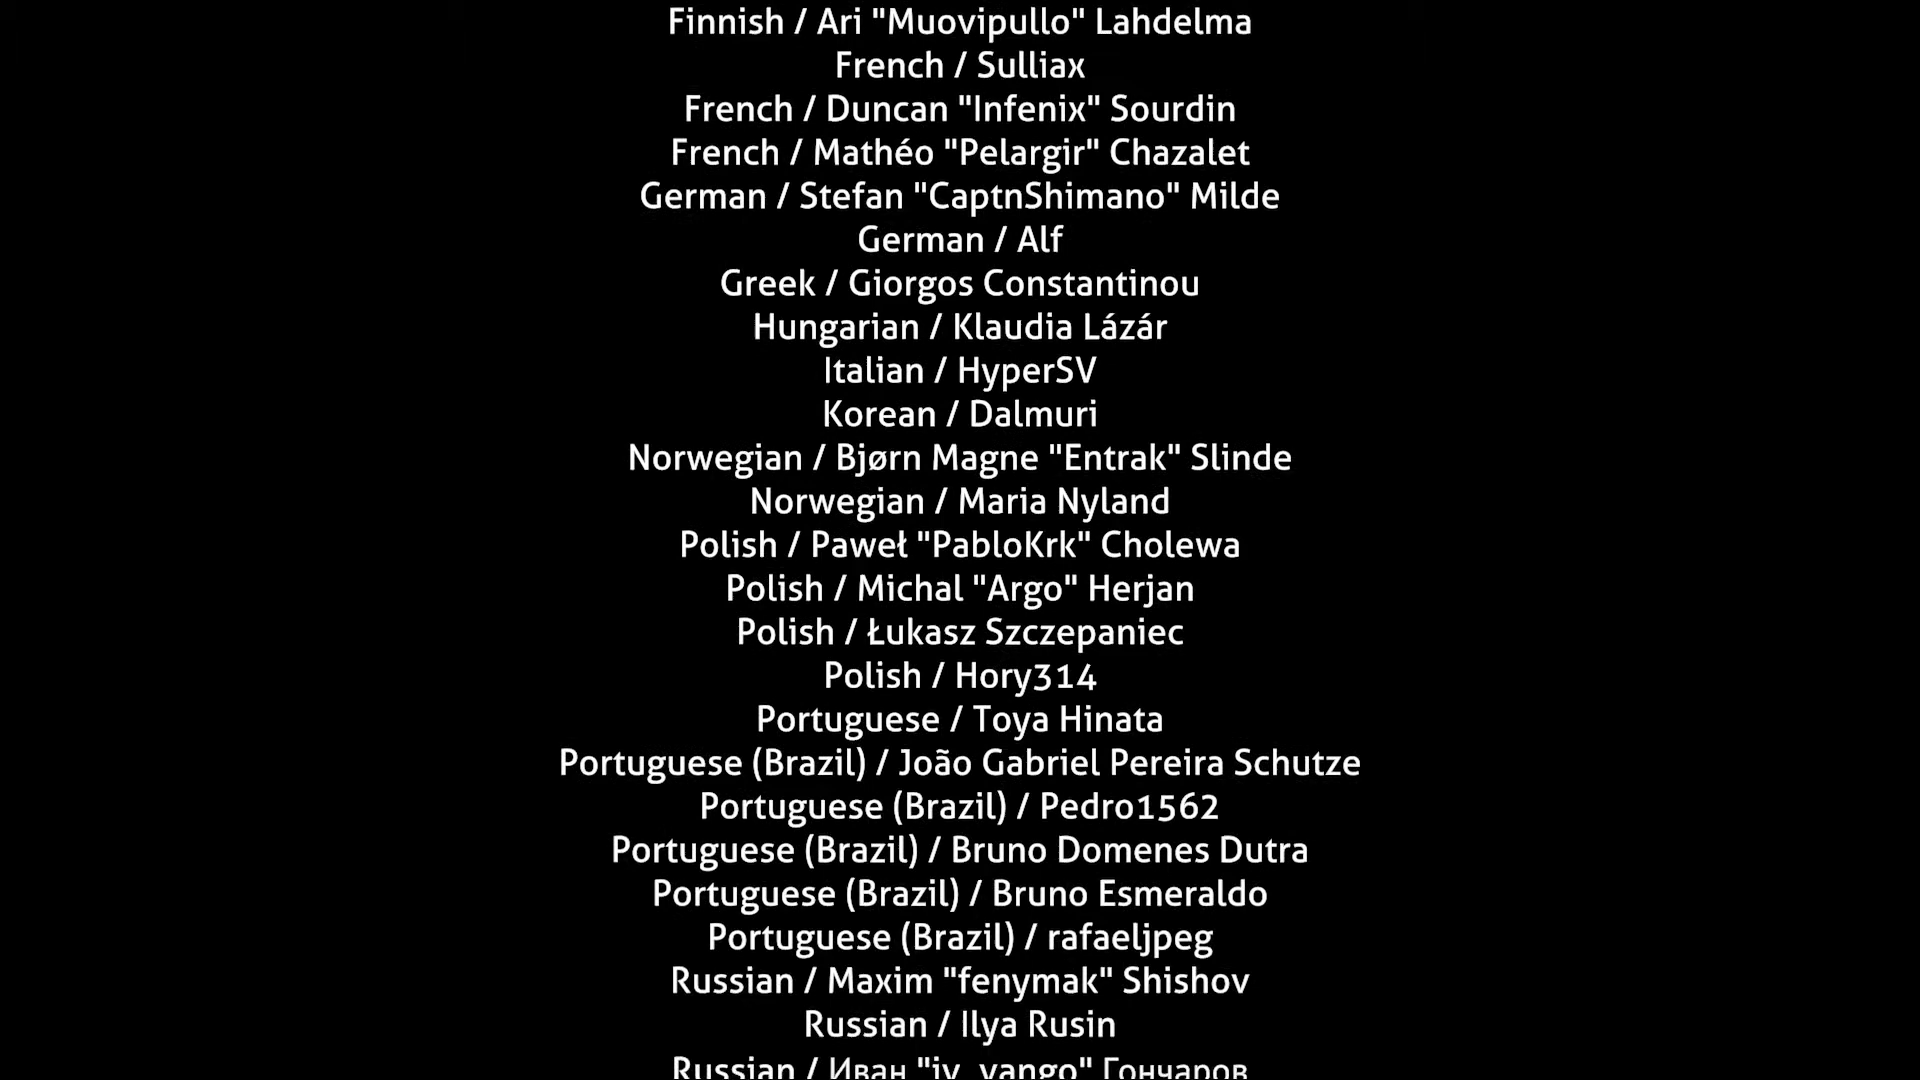 Finnish / Ari "Muovipullo" Lahdelma
French / Sulliax
French / Duncan "Infenix" Sourdin
French / Mathéo "Pelargir" Chazalet
German / Stefan "CaptnShimano" Milde
German / Alf
Greek / Giorgos Constantinou
Hungarian / Klaudia Lázár
Italian / HyperSV
Korean / Dalmuri
Norwegian / Bjørn Magne "Entrak" Slinde
Norwegian / Maria Nyland
Polish / Paweł "PabloKrk" Cholewa
Polish / Michal "Argo" Herjan
Polish / Łukasz Szczepaniec
Polish / Hory314
Portuguese / Toya Hinata
Portuguese (Brazil) / João Gabriel Pereira Schutze
Portuguese (Brazil) / Pedro1562
Portuguese (Brazil) / Bruno Domenes Dutra
Portuguese (Brazil) / Bruno Esmeraldo
Portuguese (Brazil) / rafaeljpeg
Russian / Maxim "fenymak" Shishov
Russian / Ilya Rusin
Russian / Иван "iv_vango" Гончаров